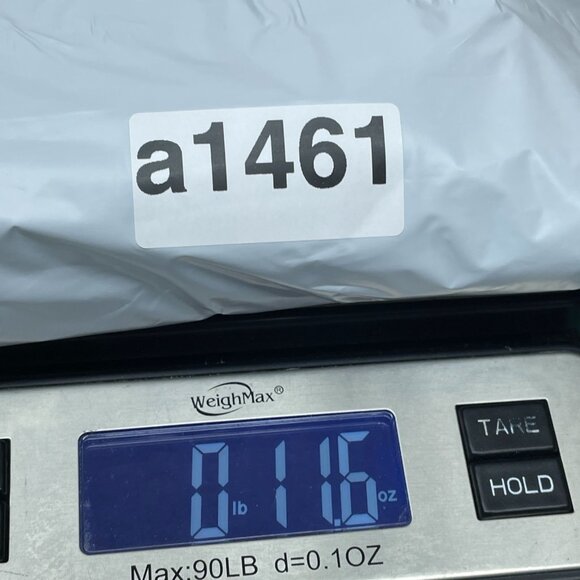 a1461
WeighMax®
TARE
0 lb 11.6 oz
HOLD
Max:90LB d=0.1OZ